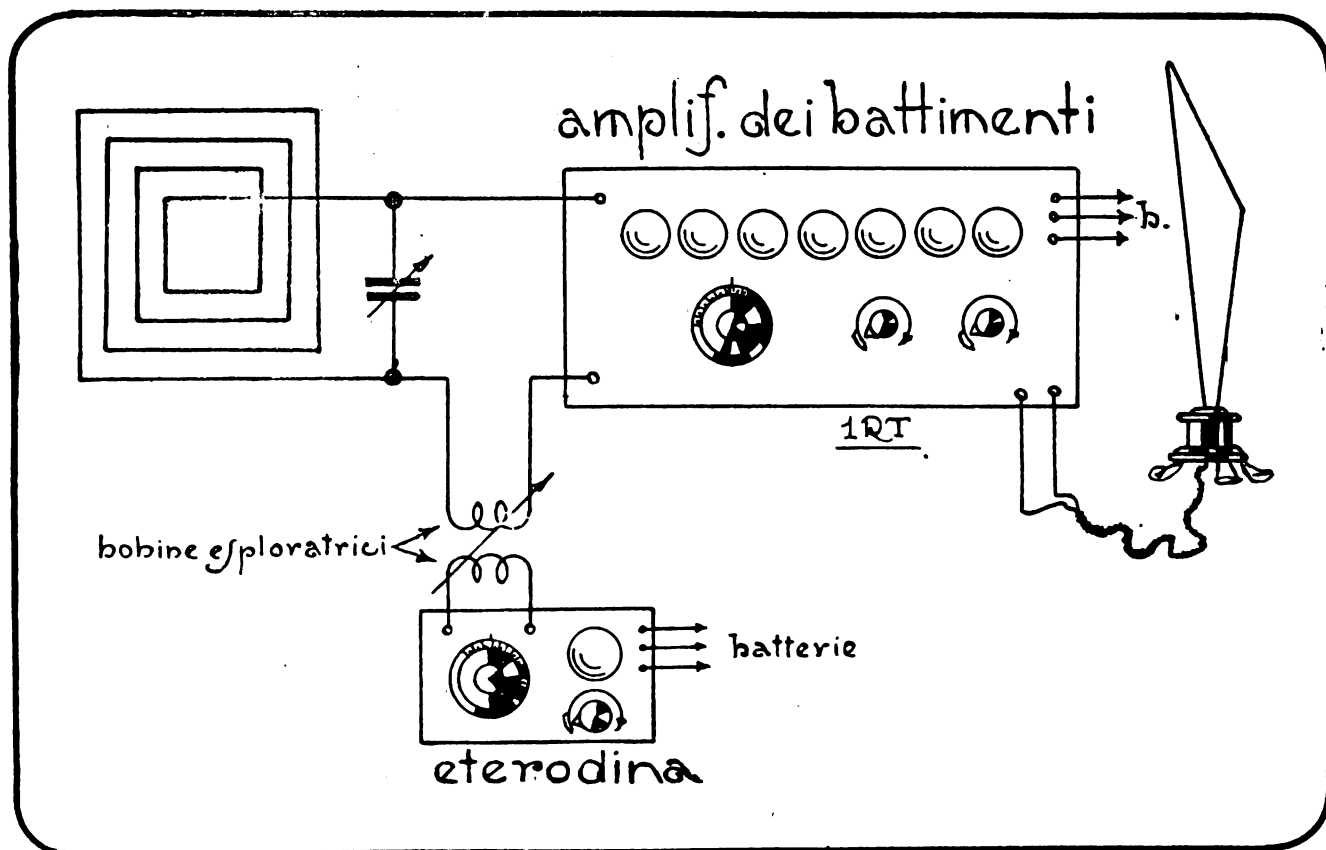 amplif. dei battimenti
b.
1RT.
bobine esploratrici
batterie
eterodina